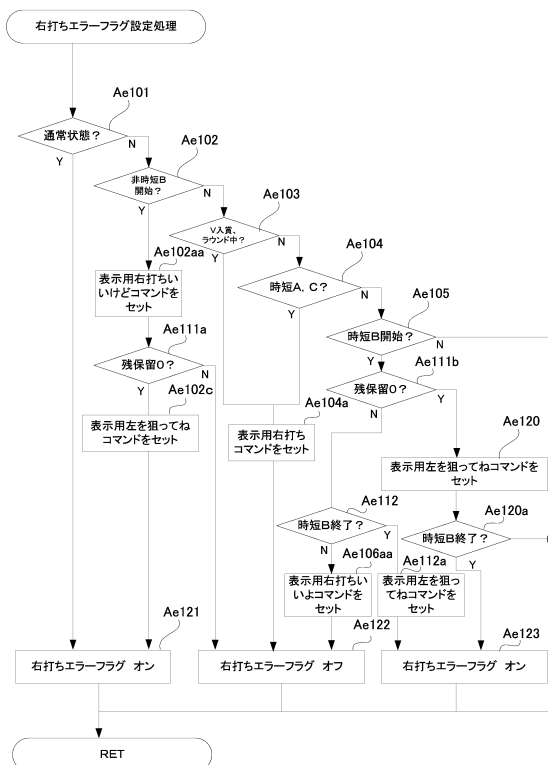 右打ちエラーフラグ設定処理
Ae101
通常状態？
Y
N
Ae102
非時短B
開始？
Y
N
Ae103
V入賞、
ラウンド中？
Y
N
Ae102aa
表示用右打ちい
いけどコマンドを
セット
Ae104
時短A, C？
Y
N
Ae105
時短B開始？
Y
N
Ae111a
残保留0？
Y
N
Ae111b
残保留0？
N
Y
Ae102c
表示用左を狙ってね
コマンドをセット
Ae104a
表示用右打ち
コマンドをセット
Ae120
表示用左を狙ってねコマンドを
セット
Ae112
時短B終了？
N
Y
Ae120a
時短B終了？
Y
Ae106aa
表示用右打ちい
いよコマンドを
セット
Ae112a
表示用左を狙っ
てねコマンドを
セット
Ae121
右打ちエラーフラグ オン
Ae122
右打ちエラーフラグ オフ
Ae123
右打ちエラーフラグ オン
RET